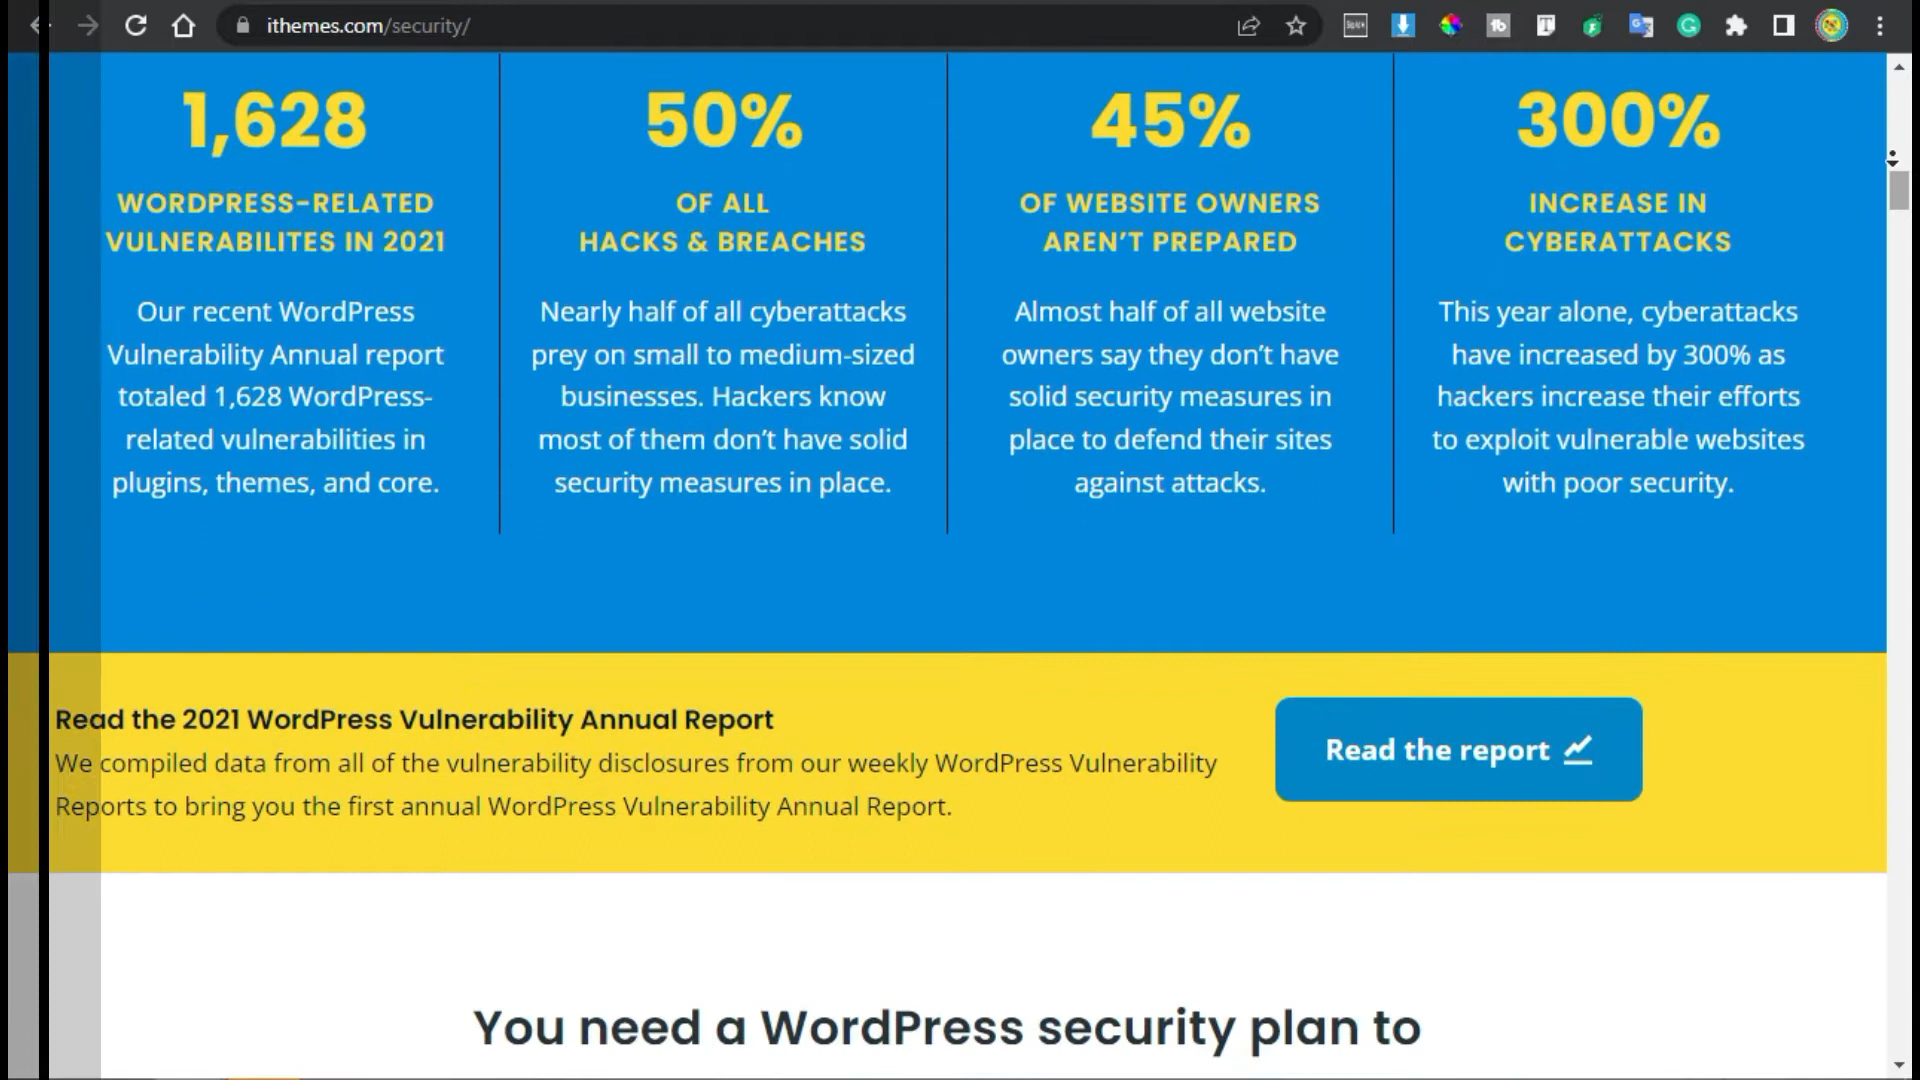 ithemes.com/security/
1,628
WORDPRESS-RELATED
VULNERABILITES IN 2021
Our recent WordPress
Vulnerability Annual report
totaled 1,628 WordPress-
related vulnerabilities in
plugins, themes, and core.
50%
OF ALL
HACKS & BREACHES
Nearly half of all cyberattacks
prey on small to medium-sized
businesses. Hackers know
most of them don't have solid
security measures in place.
45%
OF WEBSITE OWNERS
AREN'T PREPARED
Almost half of all website
owners say they don't have
solid security measures in
place to defend their sites
against attacks.
300%
INCREASE IN
CYBERATTACKS
This year alone, cyberattacks
have increased by 300% as
hackers increase their efforts
to exploit vulnerable websites
with poor security.
Read the 2021 WordPress Vulnerability Annual Report
We compiled data from all of the vulnerability disclosures from our weekly WordPress Vulnerability
Reports to bring you the first annual WordPress Vulnerability Annual Report.
Read the report
You need a WordPress security plan to